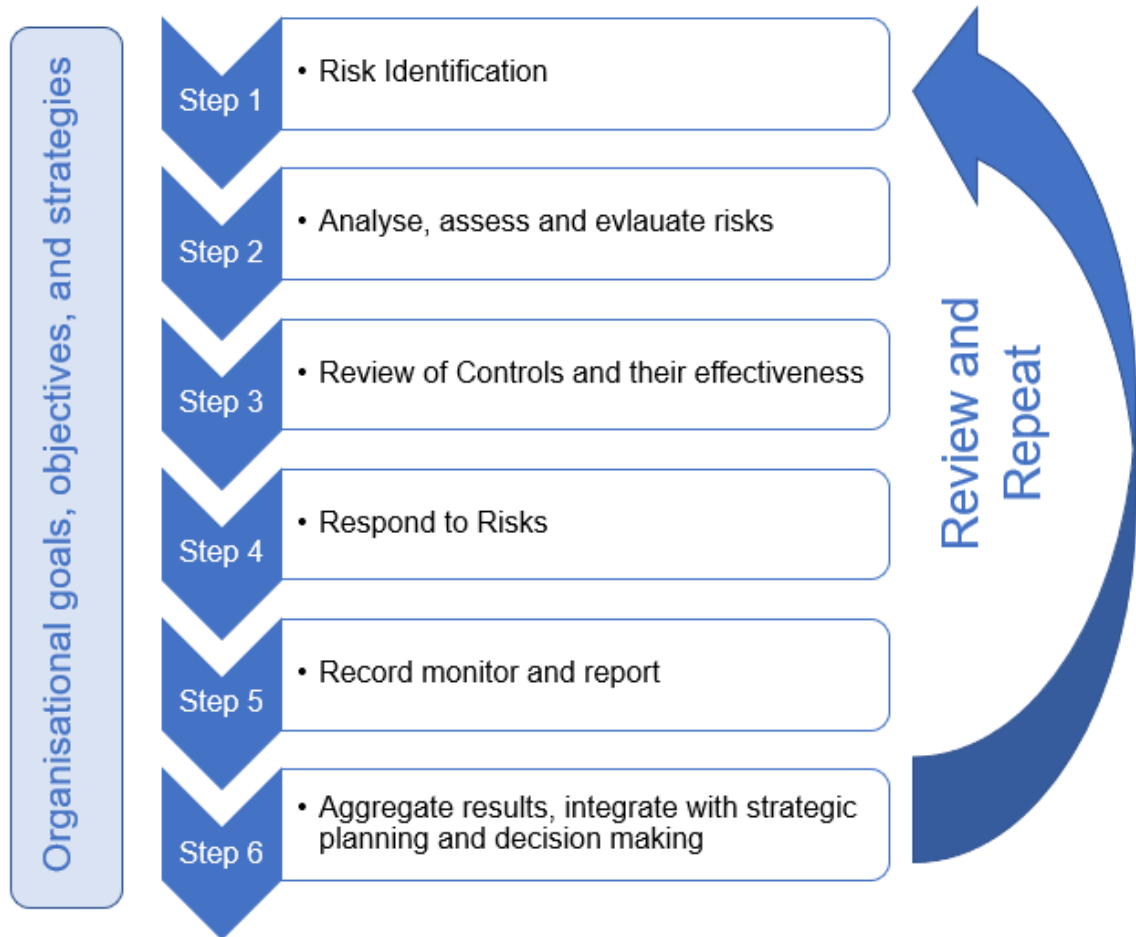 Organisational goals, objectives, and strategies
Step 1
• Risk Identification
Step 2
• Analyse, assess and evlauate risks
Step 3
• Review of Controls and their effectiveness
Step 4
• Respond to Risks
Step 5
• Record monitor and report
Step 6
• Aggregate results, integrate with strategic
planning and decision making
Review and
Repeat